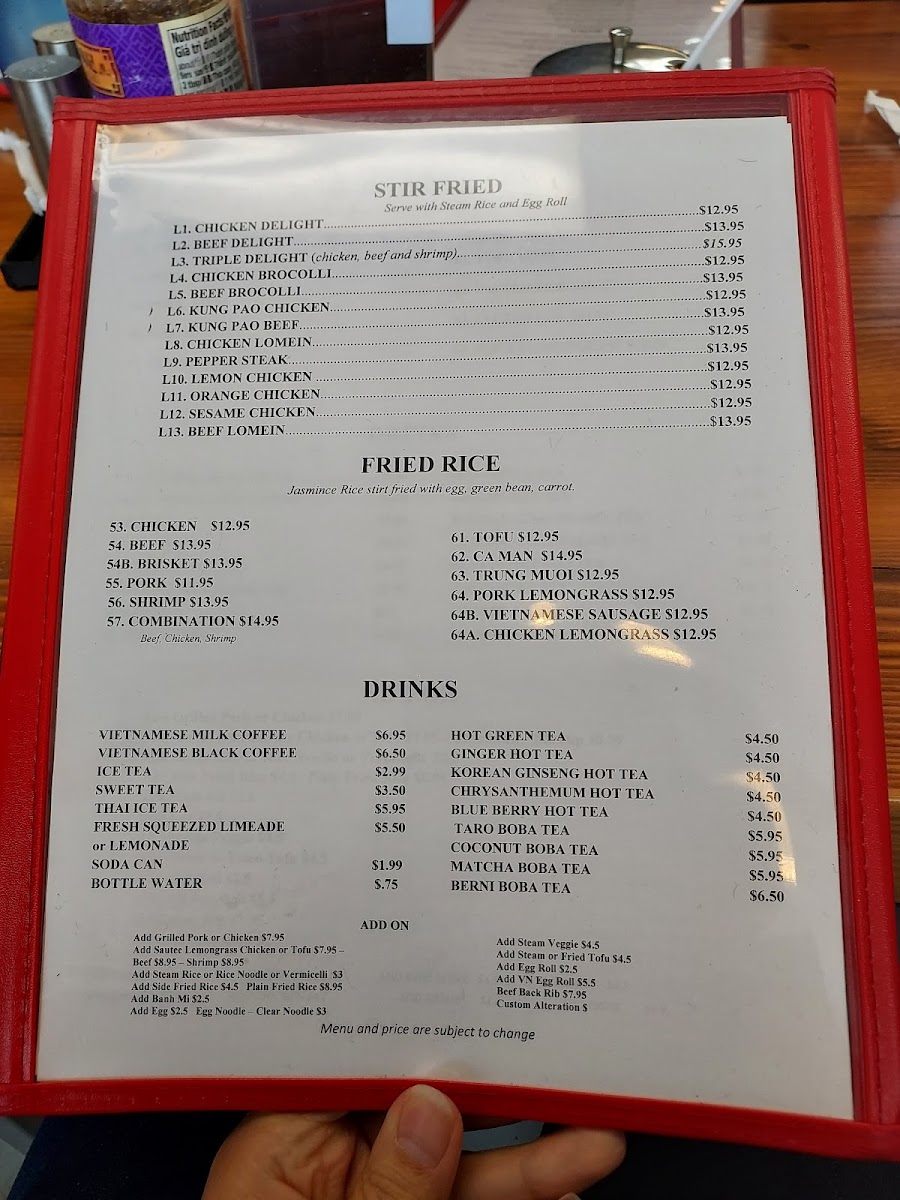 Nutrition Facts
Giá trị dinh dưỡng
STIR FRIED
Serve with Steam Rice and Egg Roll
L1. CHICKEN DELIGHT $12.95
L2. BEEF DELIGHT $13.95
L3. TRIPLE DELIGHT (chicken, beef and shrimp) $15.95
L4. CHICKEN BROCOLLI $12.95
L5. BEEF BROCOLLI $13.95
L6. KUNG PAO CHICKEN $12.95
L7. KUNG PAO BEEF $13.95
L8. CHICKEN LOMEIN $12.95
L9. PEPPER STEAK $13.95
L10. LEMON CHICKEN $12.95
L11. ORANGE CHICKEN $12.95
L12. SESAME CHICKEN $12.95
L13. BEEF LOMEIN $13.95
FRIED RICE
Jasmince Rice stirt fried with egg, green bean, carrot.
53. CHICKEN $12.95
54. BEEF $13.95
54B. BRISKET $13.95
55. PORK $11.95
56. SHRIMP $13.95
57. COMBINATION $14.95
Beef, Chicken, Shrimp
61. TOFU $12.95
62. CA MAN $14.95
63. TRUNG MUOI $12.95
64. PORK LEMONGRASS $12.95
64B. VIETNAMESE SAUSAGE $12.95
64A. CHICKEN LEMONGRASS $12.95
DRINKS
VIETNAMESE MILK COFFEE $6.95
VIETNAMESE BLACK COFFEE $6.50
ICE TEA $2.99
SWEET TEA $3.50
THAI ICE TEA $5.95
FRESH SQUEEZED LIMEADE $5.50
or LEMONADE
SODA CAN $1.99
BOTTLE WATER $.75
HOT GREEN TEA $4.50
GINGER HOT TEA $4.50
KOREAN GINSENG HOT TEA $4.50
CHRYSANTHEMUM HOT TEA $4.50
BLUE BERRY HOT TEA $4.50
TARO BOBA TEA $5.95
COCONUT BOBA TEA $5.95
MATCHA BOBA TEA $5.95
BERNI BOBA TEA $6.50
ADD ON
Add Grilled Pork or Chicken $7.95
Add Sautee Lemongrass Chicken or Tofu $7.95 –
Beef $8.95 – Shrimp $8.95
Add Steam Rice or Rice Noodle or Vermicelli $3
Add Side Fried Rice $4.5 Plain Fried Rice $8.95
Add Banh Mi $2.5
Add Egg $2.5 Egg Noodle – Clear Noodle $3
Add Steam Veggie $4.5
Add Steam or Fried Tofu $4.5
Add Egg Roll $2.5
Add VN Egg Roll $5.5
Beef Back Rib $7.95
Custom Alteration $
Menu and price are subject to change